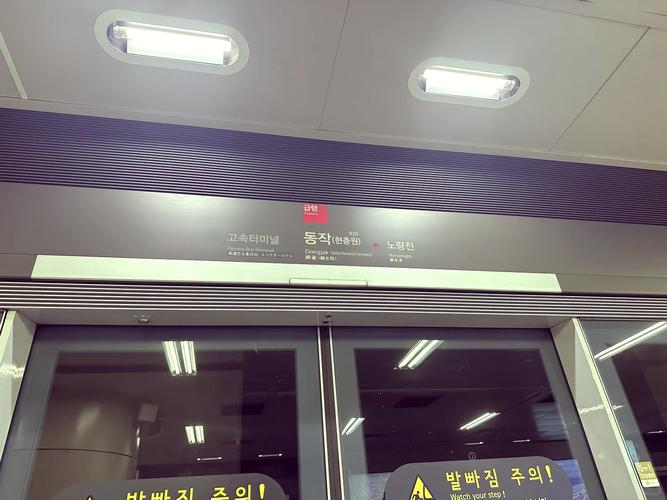 급행
Express
고속터미널
Express Bus Terminal
920
동작(현충원)
Dongjak (Seoul National Cemetery)
노량진
Noryangjin
발빠짐 주의!
발빠짐 주의!
Watch your step!